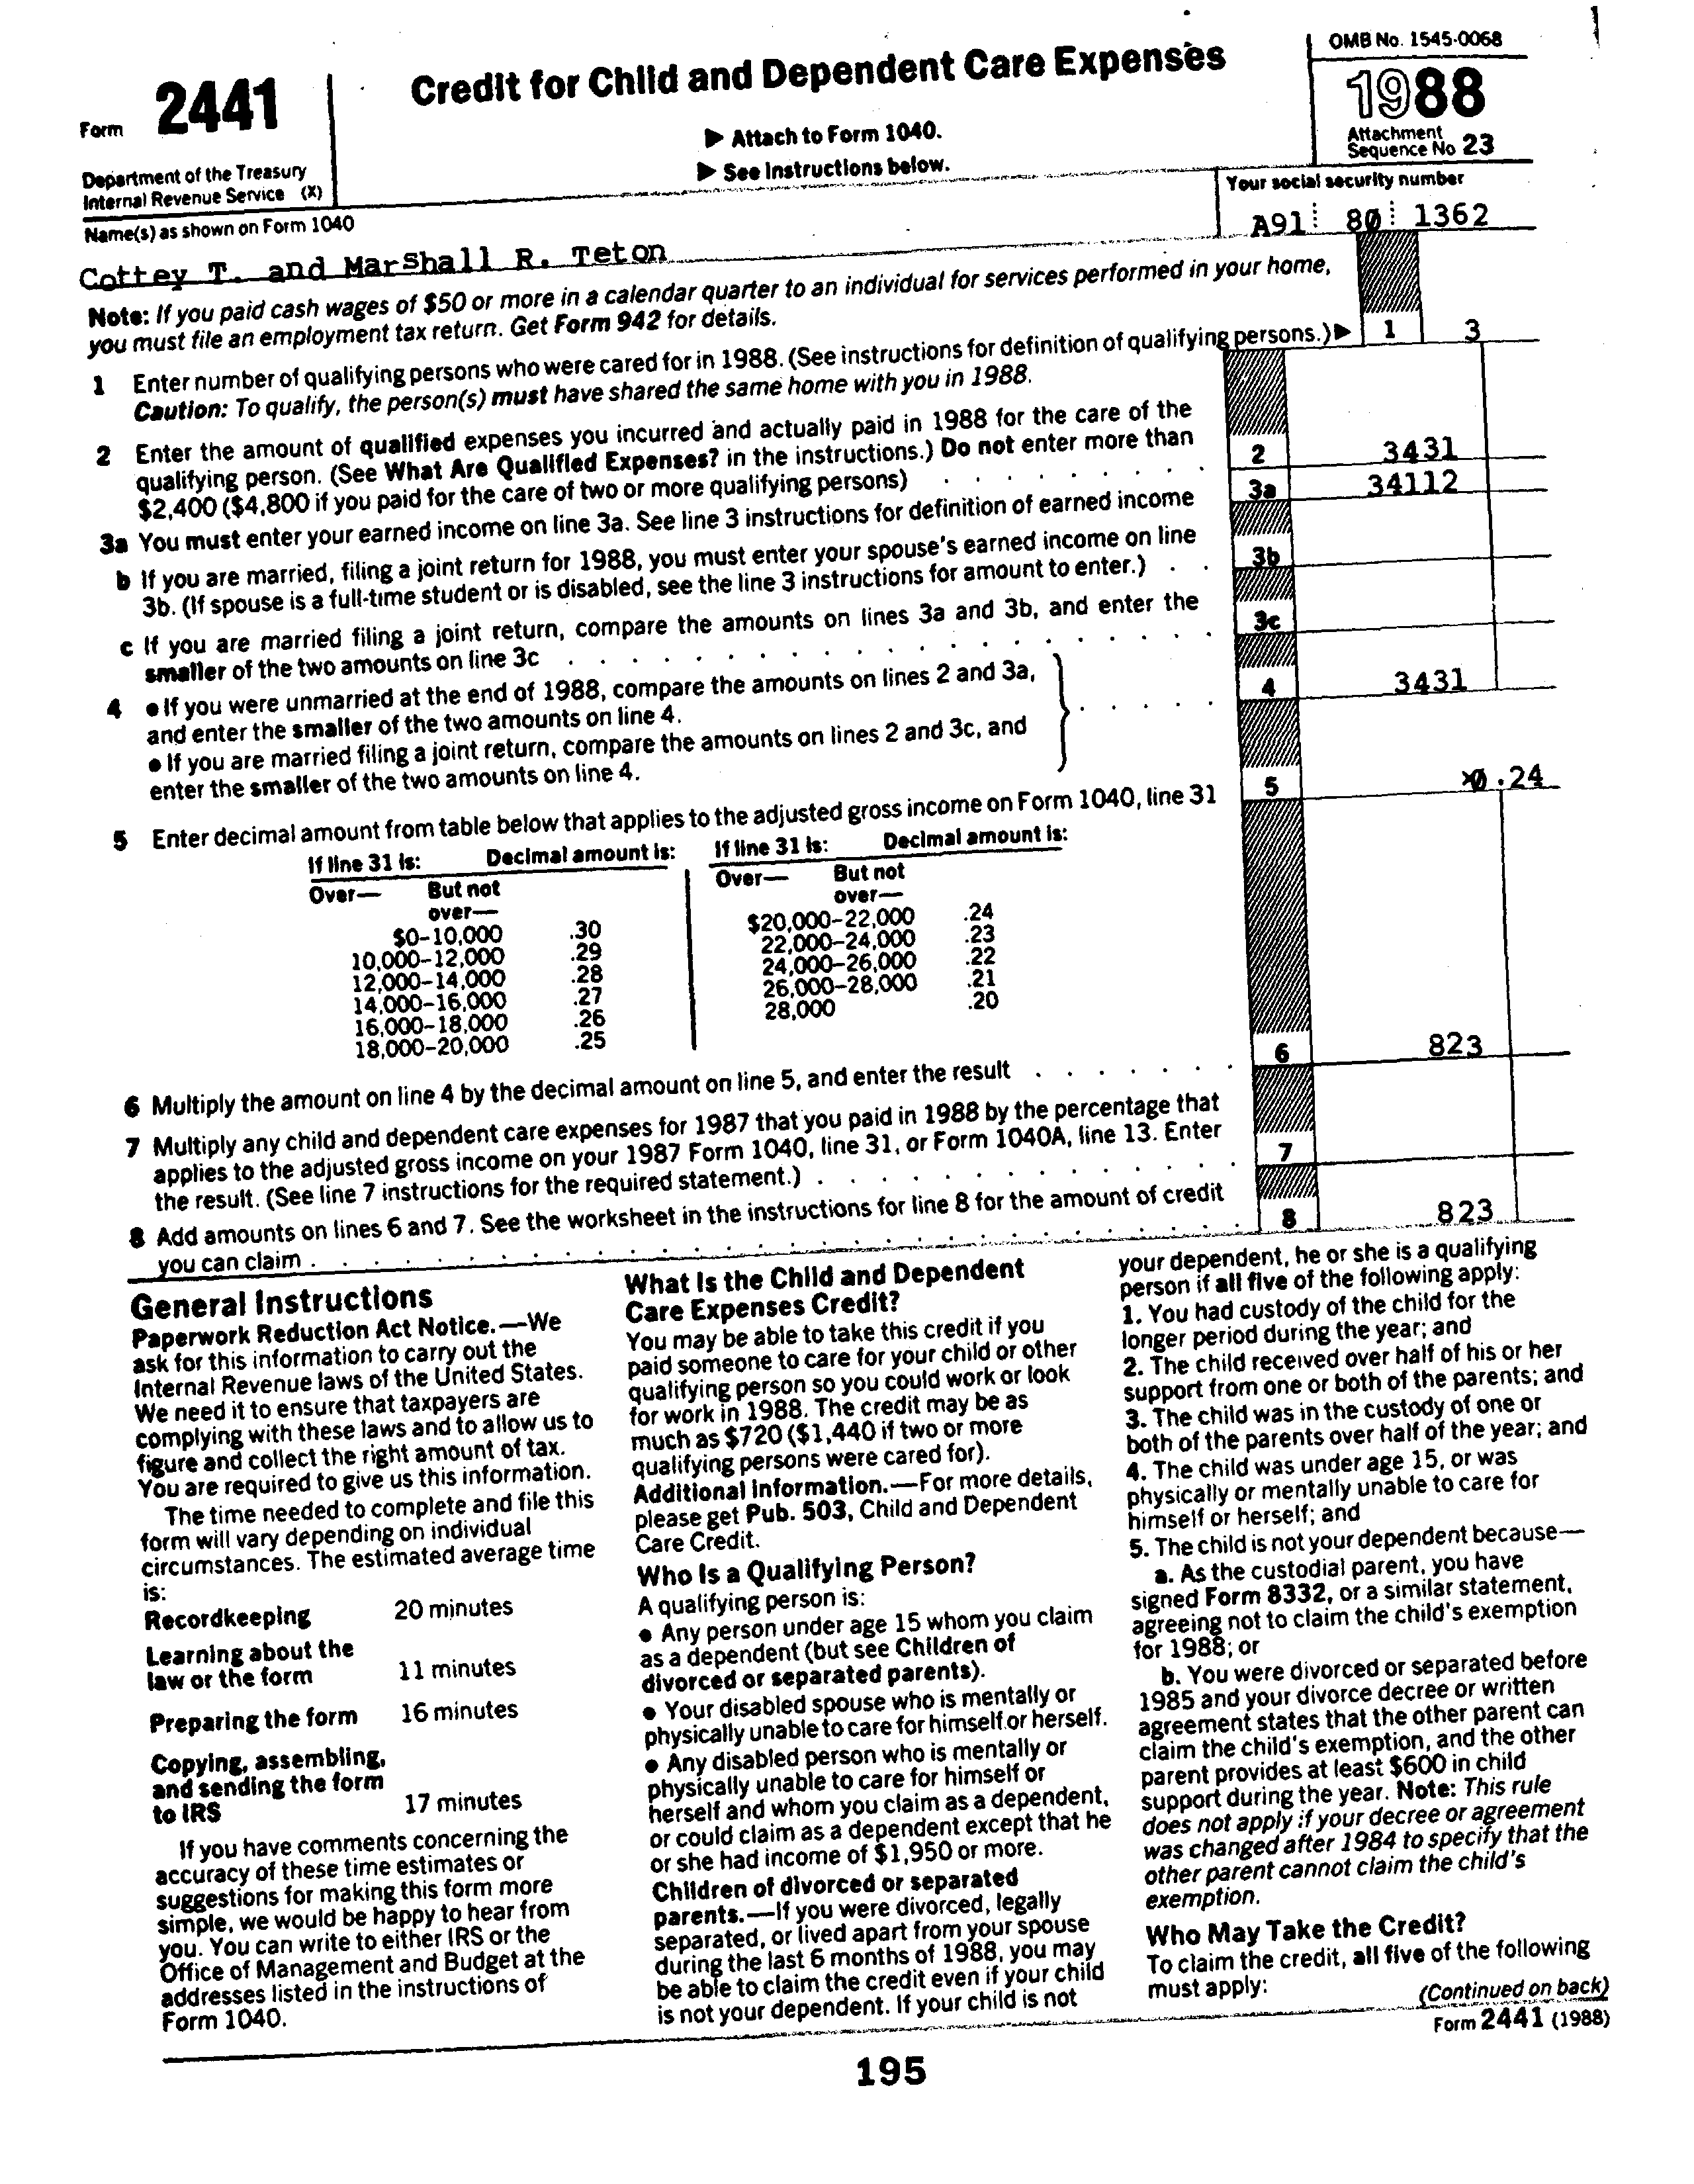 Form 2441
Department of the Treasury
Internal Revenue Service (X)
Credit for Child and Dependent Care Expenses
▶ Attach to Form 1040.
▶ See Instructions below.
OMB No. 1545-0068
1988
Attachment
Sequence No 23
Name(s) as shown on Form 1040
Cottey T. and Marshall R. Teton
Your social security number
A91 80 1362
Note: If you paid cash wages of $50 or more in a calendar quarter to an individual for services performed in your home,
you must file an employment tax return. Get Form 942 for details.
1 Enter number of qualifying persons who were cared for in 1988. (See instructions for definition of qualifying persons.) ▶ 1 3
Caution: To qualify, the person(s) must have shared the same home with you in 1988.
2 Enter the amount of qualified expenses you incurred and actually paid in 1988 for the care of the
qualifying person. (See What Are Qualified Expenses? in the instructions.) Do not enter more than
$2,400 ($4,800 if you paid for the care of two or more qualifying persons) . . . . . . . 2 3431
3a You must enter your earned income on line 3a. See line 3 instructions for definition of earned income 3a 34112
b If you are married, filing a joint return for 1988, you must enter your spouse's earned income on line
3b. (If spouse is a full-time student or is disabled, see the line 3 instructions for amount to enter.) . . 3b
c If you are married filing a joint return, compare the amounts on lines 3a and 3b, and enter the
smaller of the two amounts on line 3c . . . . . . . . . . . . . . . . . . 3c
4 ● If you were unmarried at the end of 1988, compare the amounts on lines 2 and 3a,
and enter the smaller of the two amounts on line 4.
● If you are married filing a joint return, compare the amounts on lines 2 and 3c, and
enter the smaller of the two amounts on line 4.
. . . . . 4 3431
5 Enter decimal amount from table below that applies to the adjusted gross income on Form 1040, line 31 5 ×0.24
If line 31 is: Decimal amount is: If line 31 is: Decimal amount is:
Over— But not over— Over— But not over—
$0–10,000 .30 $20,000–22,000 .24
10,000–12,000 .29 22,000–24,000 .23
12,000–14,000 .28 24,000–26,000 .22
14,000–16,000 .27 26,000–28,000 .21
16,000–18,000 .26 28,000 .20
18,000–20,000 .25
6 Multiply the amount on line 4 by the decimal amount on line 5, and enter the result . . . . . . . 6 823
7 Multiply any child and dependent care expenses for 1987 that you paid in 1988 by the percentage that
applies to the adjusted gross income on your 1987 Form 1040, line 31, or Form 1040A, line 13. Enter
the result. (See line 7 instructions for the required statement.) . . . . . . . . . . . 7
8 Add amounts on lines 6 and 7. See the worksheet in the instructions for line 8 for the amount of credit
you can claim . . . . . . . . . . . . . . . . . . . . . . . . 8 823
General Instructions
Paperwork Reduction Act Notice.—We
ask for this information to carry out the
Internal Revenue laws of the United States.
We need it to ensure that taxpayers are
complying with these laws and to allow us to
figure and collect the right amount of tax.
You are required to give us this information.
The time needed to complete and file this
form will vary depending on individual
circumstances. The estimated average time
is:
Recordkeeping 20 minutes
Learning about the
law or the form 11 minutes
Preparing the form 16 minutes
Copying, assembling,
and sending the form
to IRS 17 minutes
If you have comments concerning the
accuracy of these time estimates or
suggestions for making this form more
simple, we would be happy to hear from
you. You can write to either IRS or the
Office of Management and Budget at the
addresses listed in the instructions of
Form 1040.
What Is the Child and Dependent
Care Expenses Credit?
You may be able to take this credit if you
paid someone to care for your child or other
qualifying person so you could work or look
for work in 1988. The credit may be as
much as $720 ($1,440 if two or more
qualifying persons were cared for).
Additional Information.—For more details,
please get Pub. 503, Child and Dependent
Care Credit.
Who Is a Qualifying Person?
A qualifying person is:
● Any person under age 15 whom you claim
as a dependent (but see Children of
divorced or separated parents).
● Your disabled spouse who is mentally or
physically unable to care for himself or herself.
● Any disabled person who is mentally or
physically unable to care for himself or
herself and whom you claim as a dependent,
or could claim as a dependent except that he
or she had income of $1,950 or more.
Children of divorced or separated
parents.—If you were divorced, legally
separated, or lived apart from your spouse
during the last 6 months of 1988, you may
be able to claim the credit even if your child
is not your dependent. If your child is not
your dependent, he or she is a qualifying
person if all five of the following apply:
1. You had custody of the child for the
longer period during the year; and
2. The child received over half of his or her
support from one or both of the parents; and
3. The child was in the custody of one or
both of the parents over half of the year; and
4. The child was under age 15, or was
physically or mentally unable to care for
himself or herself; and
5. The child is not your dependent because—
a. As the custodial parent, you have
signed Form 8332, or a similar statement,
agreeing not to claim the child's exemption
for 1988; or
b. You were divorced or separated before
1985 and your divorce decree or written
agreement states that the other parent can
claim the child's exemption, and the other
parent provides at least $600 in child
support during the year. Note: This rule
does not apply if your decree or agreement
was changed after 1984 to specify that the
other parent cannot claim the child's
exemption.
Who May Take the Credit?
To claim the credit, all five of the following
must apply:
(Continued on back)
Form 2441 (1988)
195